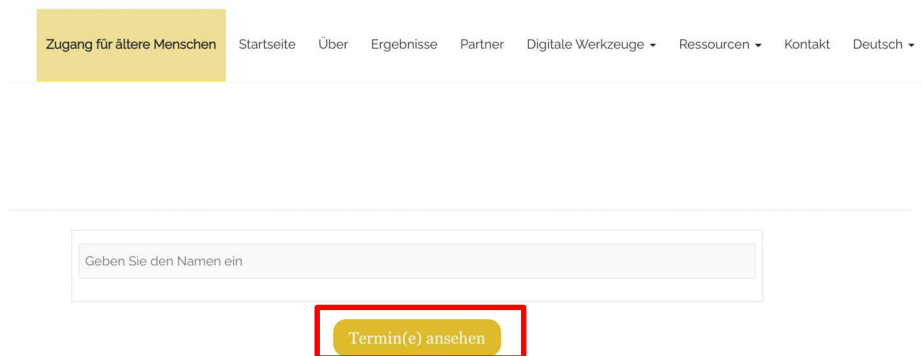 Zugang für ältere Menschen Startseite Über Ergebnisse Partner Digitale Werkzeuge Ressourcen Kontakt Deutsch
Geben Sie den Namen ein
Termin(e) ansehen